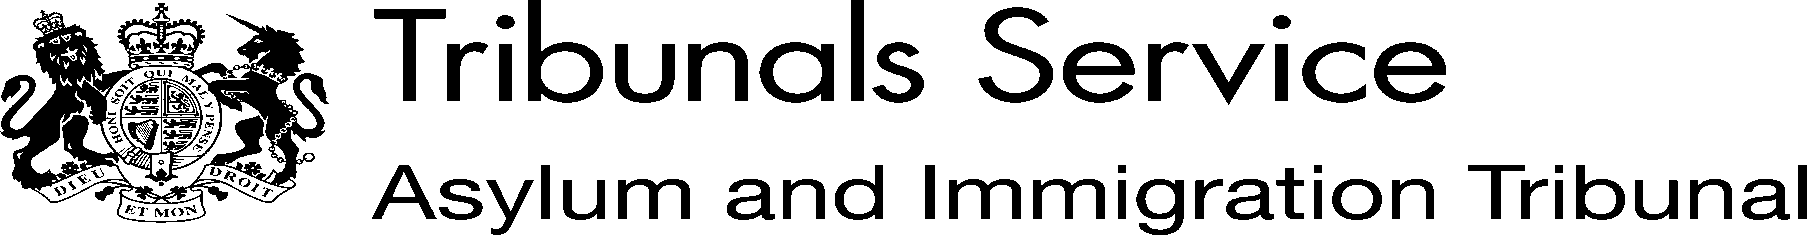 HONI SOIT QUI MAL Y PENSE
DIEU ET MON DROIT
Tribunals Service
Asylum and Immigration Tribunal